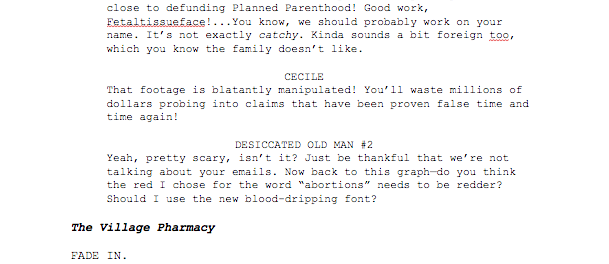 close to defunding Planned Parenthood! Good work,
Fetaltissueface!...You know, we should probably work on your
name. It’s not exactly catchy. Kinda sounds a bit foreign too,
which you know the family doesn’t like.
CECILE
That footage is blatantly manipulated! You’ll waste millions of
dollars probing into claims that have been proven false time and
time again!
DESICCATED OLD MAN #2
Yeah, pretty scary, isn’t it? Just be thankful that we’re not
talking about your emails. Now back to this graph—do you think
the red I chose for the word “abortions” needs to be redder?
Should I use the new blood-dripping font?
The Village Pharmacy
FADE IN.